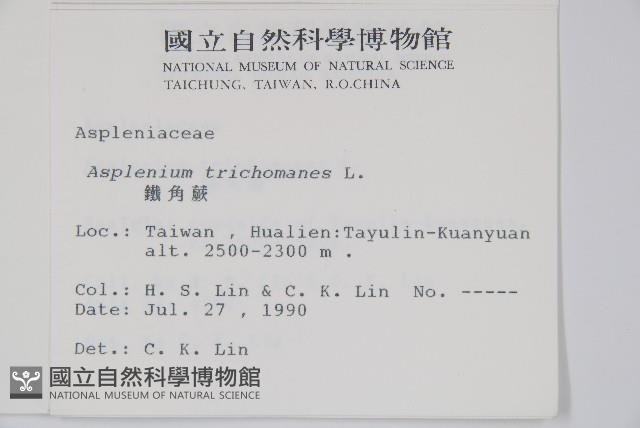 國立自然科學博物館
NATIONAL MUSEUM OF NATURAL SCIENCE
TAICHUNG, TAIWAN, R.O.CHINA
Aspleniaceae
Asplenium trichomanes L.
鐵角蕨
Loc.: Taiwan , Hualien:Tayulin-Kuanyuan
alt. 2500-2300 m .
Col.: H. S. Lin & C. K. Lin No. -----
Date: Jul. 27 , 1990
Det.: C. K. Lin
國立自然科學博物館
NATIONAL MUSEUM OF NATURAL SCIENCE